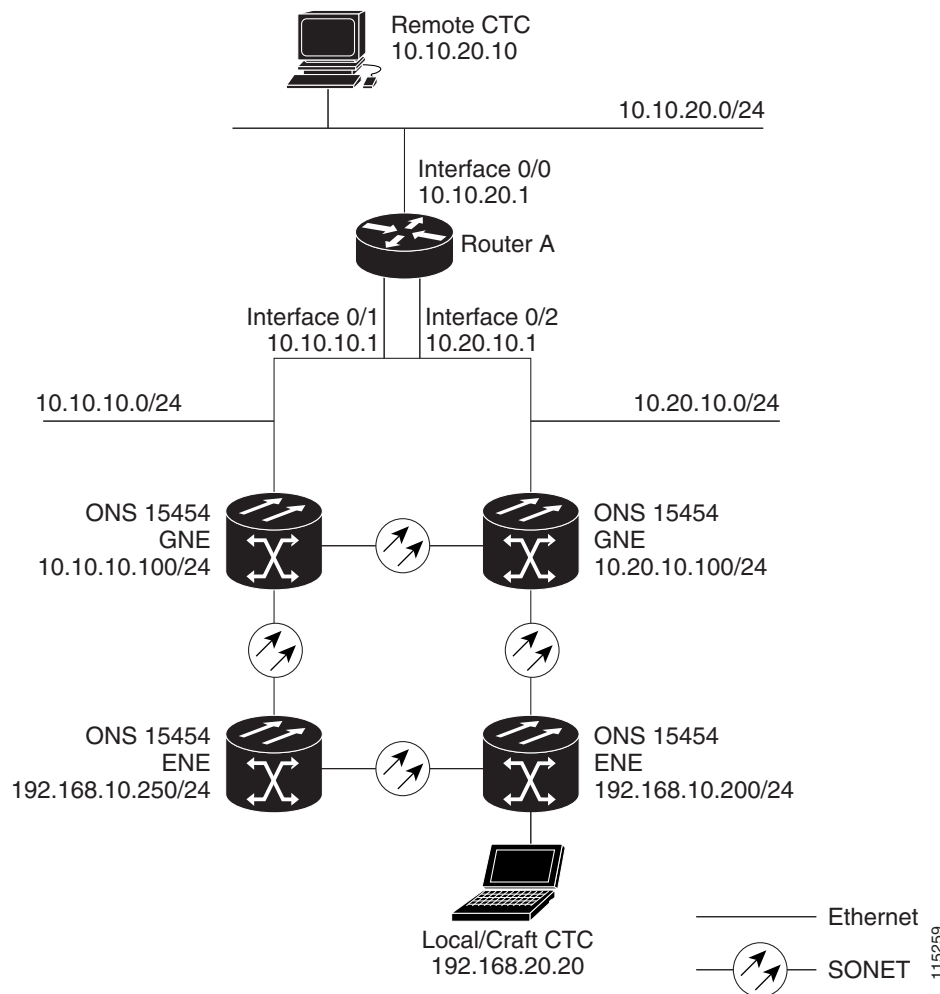 Remote CTC
10.10.20.10
10.10.20.0/24
Interface 0/0
10.10.20.1
Router A
Interface 0/1
10.10.10.1
Interface 0/2
10.20.10.1
10.10.10.0/24
10.20.10.0/24
ONS 15454
GNE
10.10.10.100/24
ONS 15454
GNE
10.20.10.100/24
ONS 15454
ENE
192.168.10.250/24
ONS 15454
ENE
192.168.10.200/24
Local/Craft CTC
192.168.20.20
Ethernet
SONET
115259